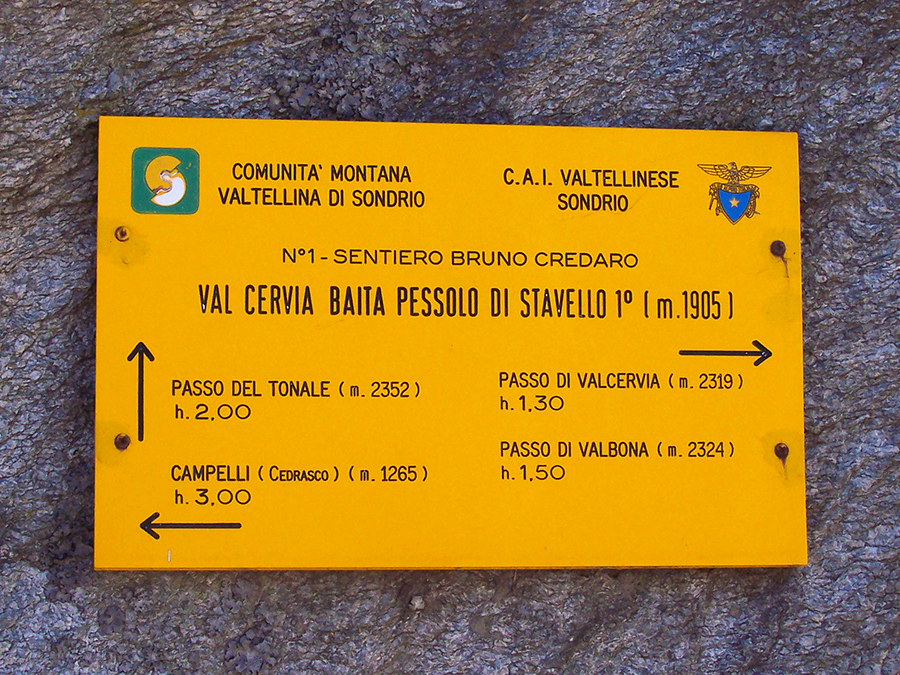 COMUNITA' MONTANA
VALTELLINA DI SONDRIO
C.A.I. VALTELLINESE
SONDRIO
N°1 - SENTIERO BRUNO CREDARO
VAL CERVIA BAITA PESSOLO DI STAVELLO 1° (m.1905)
PASSO DEL TONALE (m. 2352)
h. 2,00
CAMPELLI (CEDRASCO) (m. 1265)
h. 3,00
PASSO DI VALCERVIA (m. 2319)
h. 1,30
PASSO DI VALBONA (m. 2324)
h. 1,50